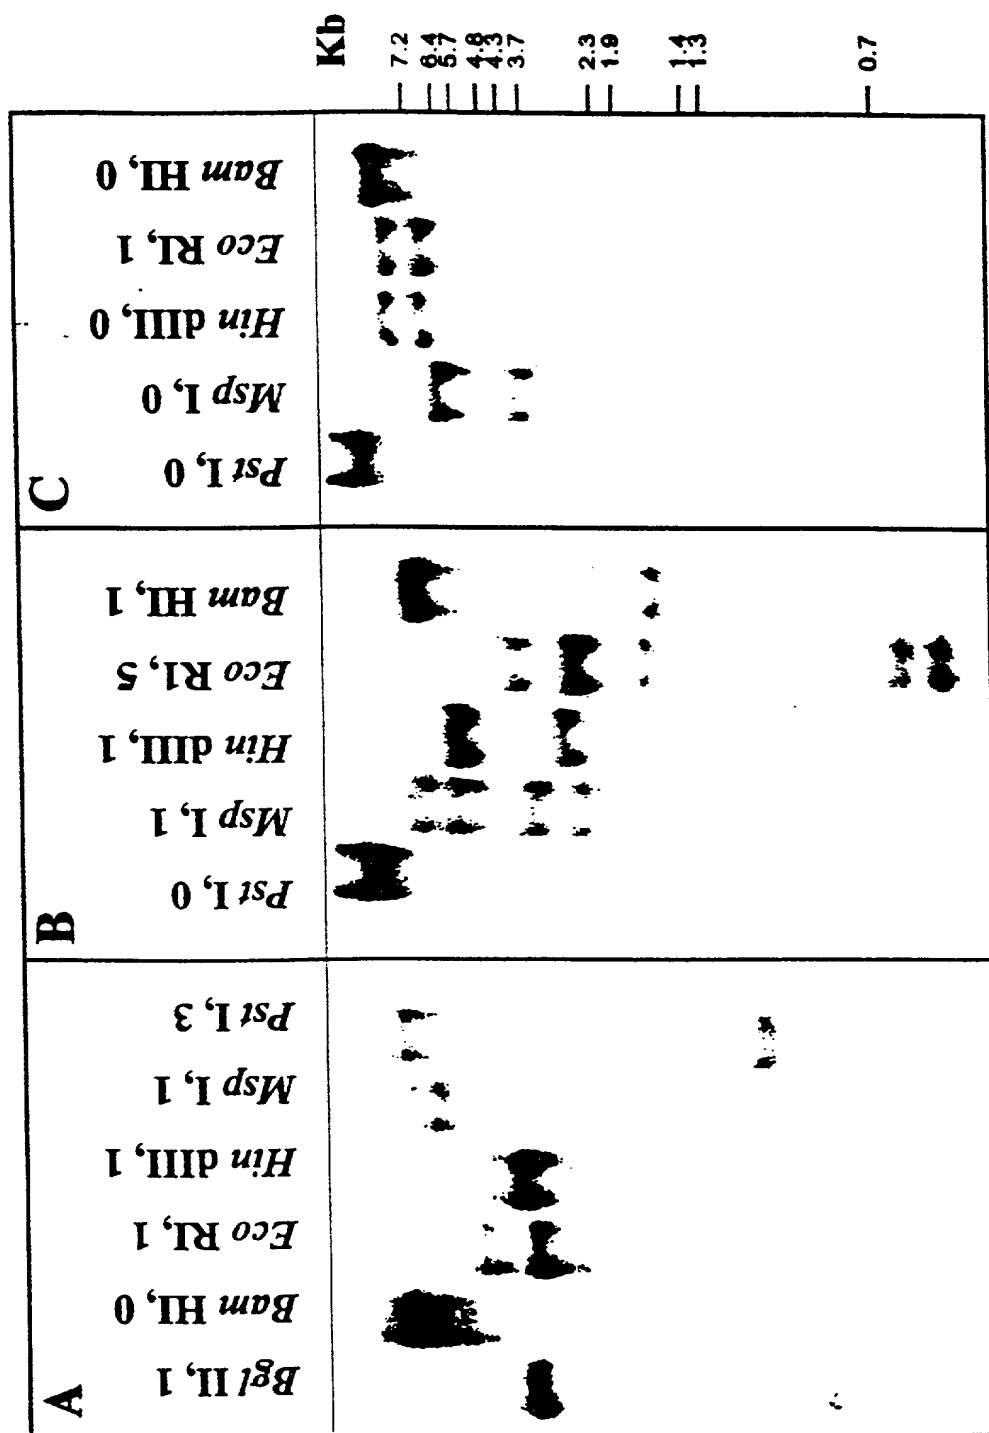 Kb
7.2
6.4
5.7
4.8
4.3
3.7
2.3
1.9
1.4
1.3
0.7
C
Bam HI, 0
Eco RI, 1
Hin dIII, 0
Msp I, 0
Pst I, 0
B
Bam HI, 1
Eco R1, 5
Hin dIII, 1
Msp I, 1
Pst I, 0
A
Pst I, 3
Msp I, 1
Hin dIII, 1
Eco RI, 1
Bam HI, 0
Bgl II, 1